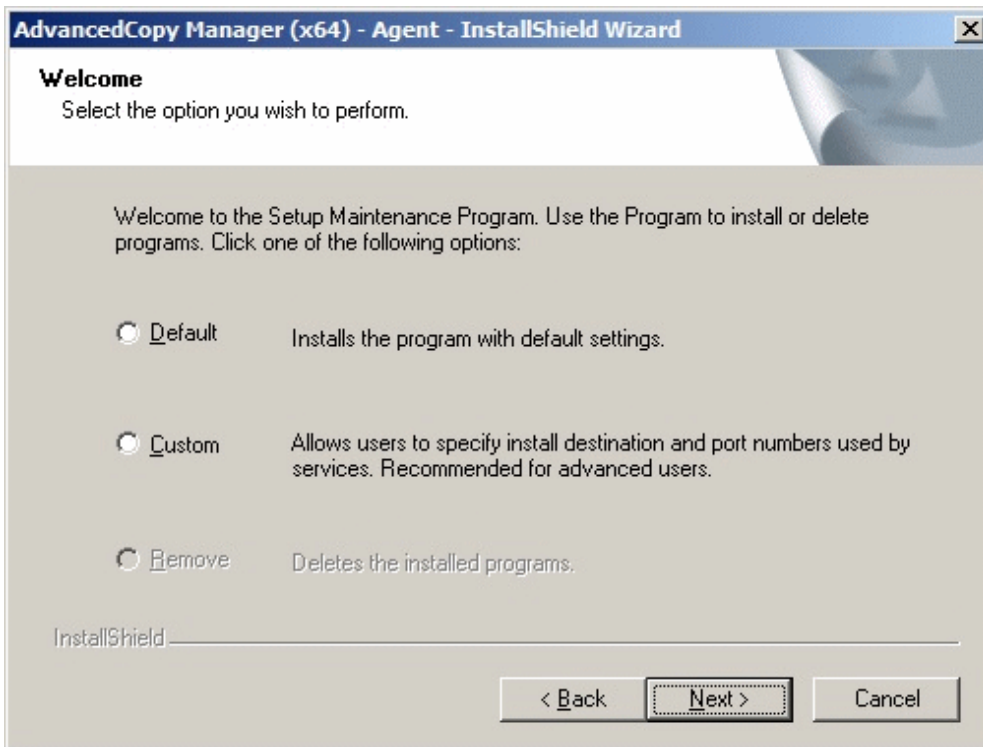 AdvancedCopy Manager (x64) - Agent - InstallShield Wizard
Welcome
Select the option you wish to perform.
Welcome to the Setup Maintenance Program. Use the Program to install or delete
programs. Click one of the following options:
Default
Installs the program with default settings.
Custom
Allows users to specify install destination and port numbers used by
services. Recommended for advanced users.
Remove
Deletes the installed programs.
InstallShield
< Back
Next >
Cancel